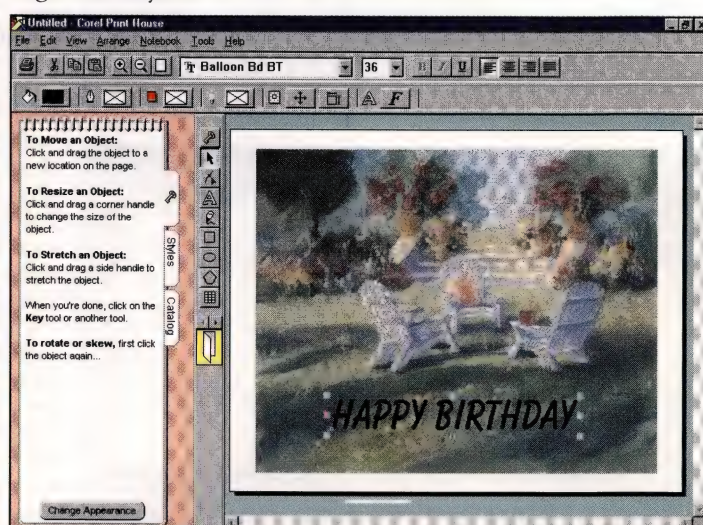 Untitled - Corel Print House
File Edit View Arrange Notebook Tools Help
Balloon Bd BT
36
B I U
A F
To Move an Object:
Click and drag the object to a
new location on the page.
To Resize an Object:
Click and drag a corner handle
to change the size of the
object.
To Stretch an Object:
Click and drag a side handle to
stretch the object.
When you're done, click on the
Key tool or another tool.
To rotate or skew, first click
the object again...
Styles
Catalog
Change Appearance
HAPPY BIRTHDAY